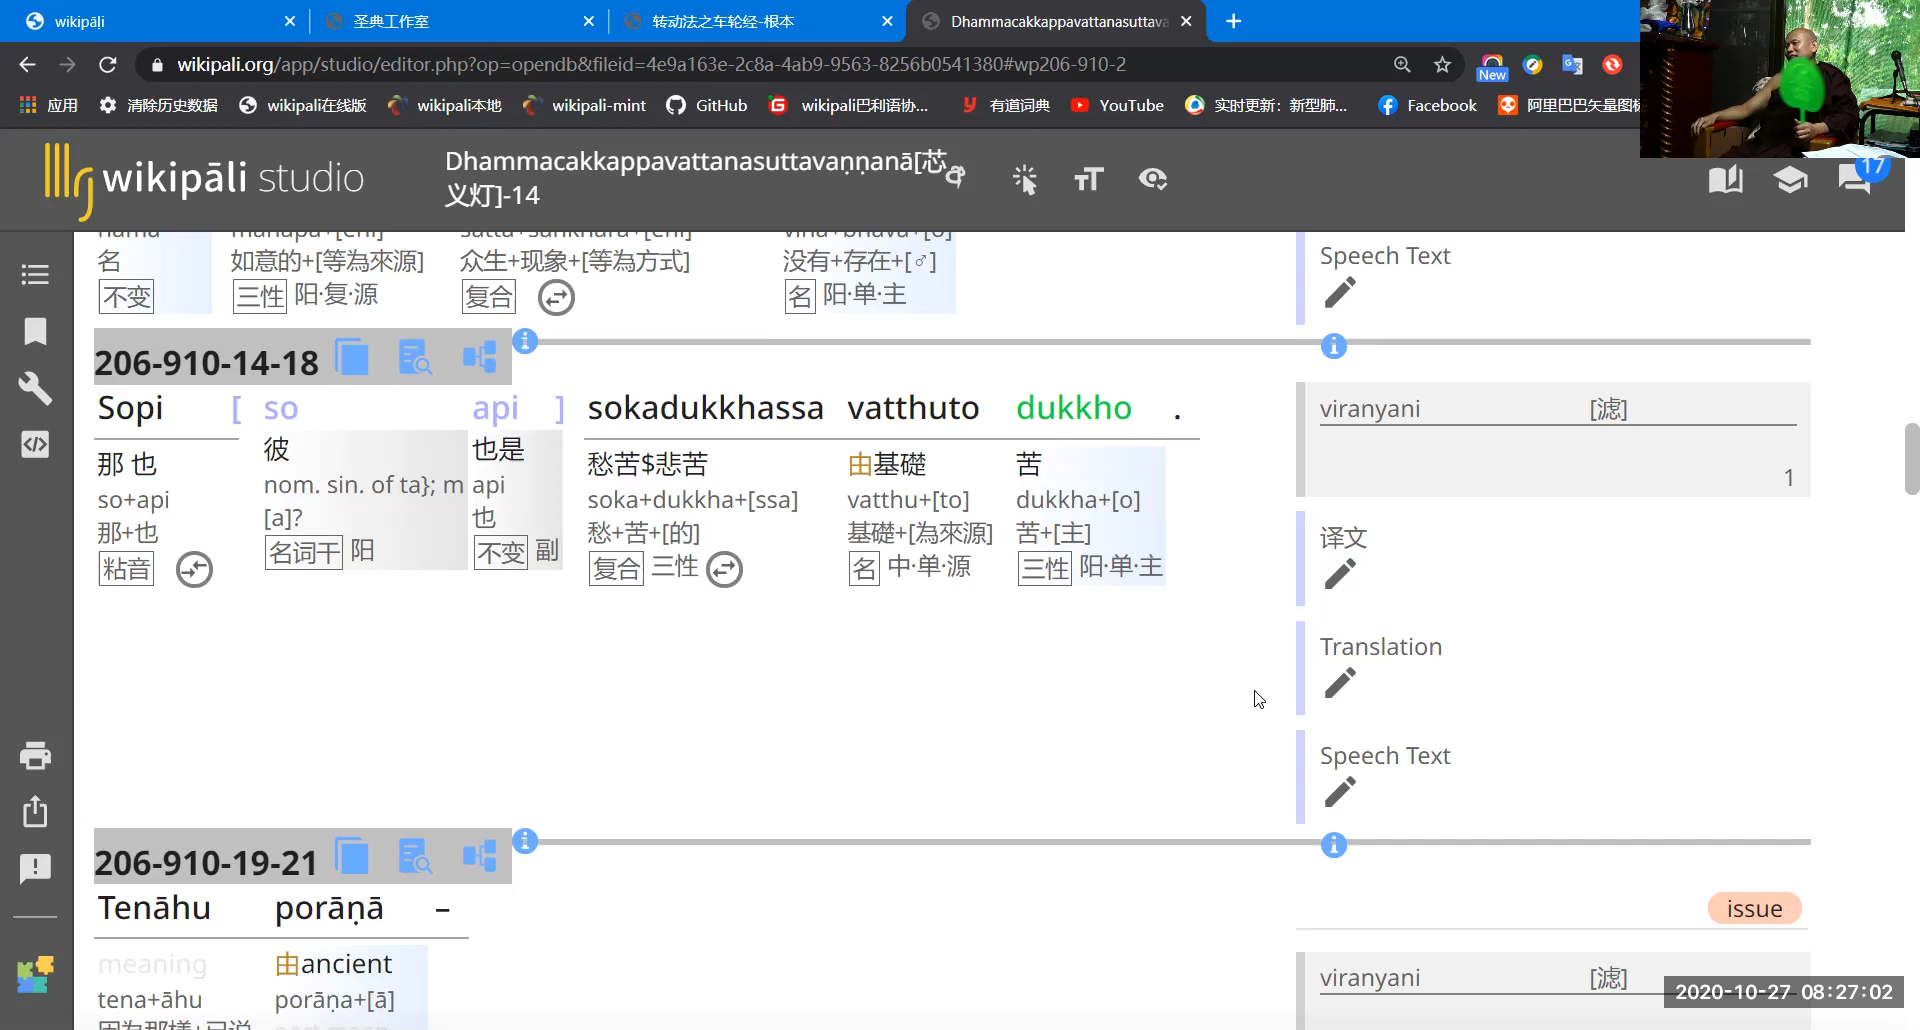 wikipāḷi
圣典工作室
转动法之车轮经-根本
Dhammacakkappavattanasuttava
wikipali.org/app/studio/editor.php?op=opendb&fileid=4e9a163e-2c8a-4ab9-9563-8256b0541380#wp206-910-2
New
应用
清除历史数据
wikipali在线版
wikipali本地
wikipali-mint
GitHub
wikipali巴利语协...
有道词典
YouTube
实时更新：新型肺...
Facebook
阿里巴巴矢量图标
wikipāli studio
Dhammacakkappavattanasuttavaṇṇanā[芯义灯]-14
17
名 如意的+[等為來源] 众生+现象+[等為方式] 没有+存在+[♂]
不变 三性 阳·复·源 复合 名 阳·单·主
Speech Text
206-910-14-18
Sopi [ so api ] sokadukkhassa vatthuto dukkho .
那 也 彼 也是 愁苦$悲苦 由基礎 苦
so+api nom. sin. of ta}; m api soka+dukkha+[ssa] vatthu+[to] dukkha+[o]
那+也 [a]? 也 愁+苦+[的] 基礎+[為來源] 苦+[主]
粘音 名词干 阳 不变 副 复合 三性 名 中·单·源 三性 阳·单·主
viranyani [滤]
1
译文
Translation
Speech Text
206-910-19-21
Tenāhu porāṇā –
meaning 由ancient
tena+āhu porāṇa+[ā]
issue
viranyani [滤]
2020-10-27 08:27:02